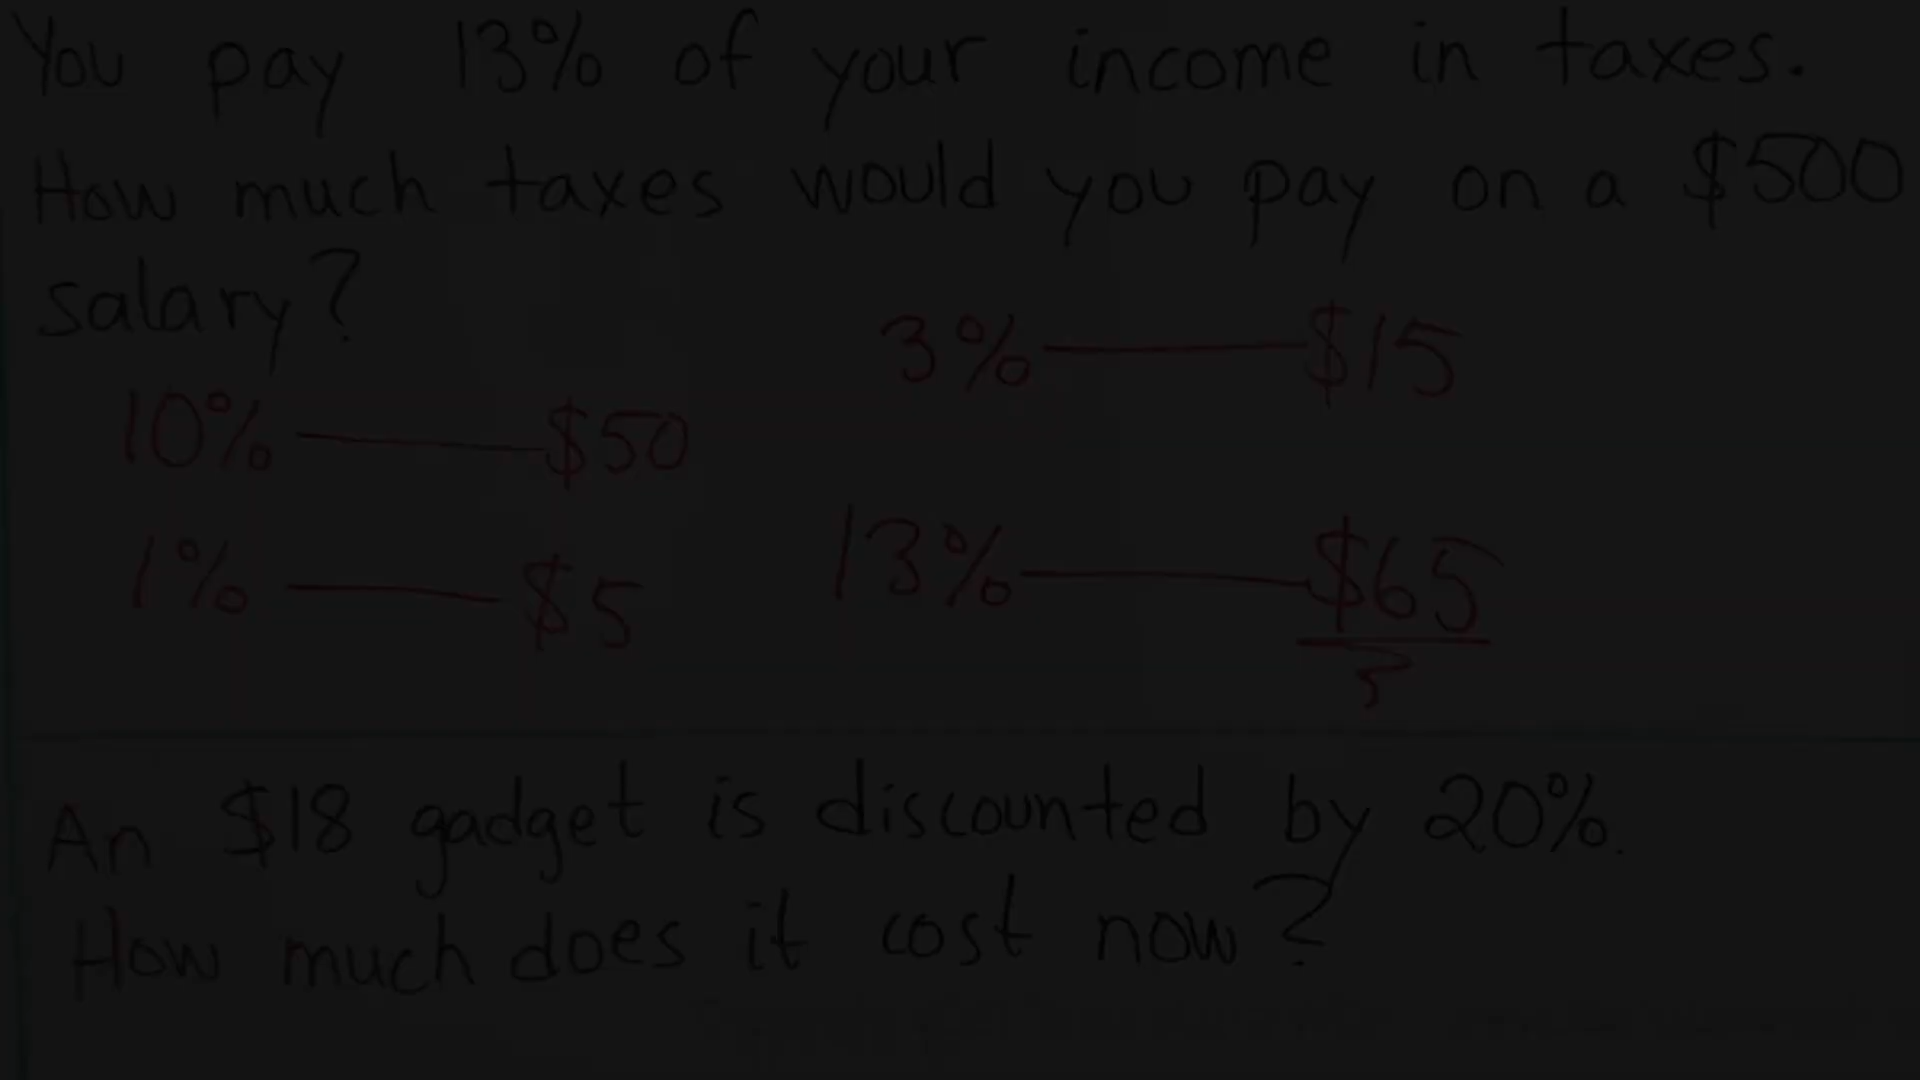 You pay 13% of your income in taxes.
How much taxes would you pay on a $500
salary?
3% $15
10% $50
1% $5
13% $65
An $18 gadget is discounted by 20%.
How much does it cost now?